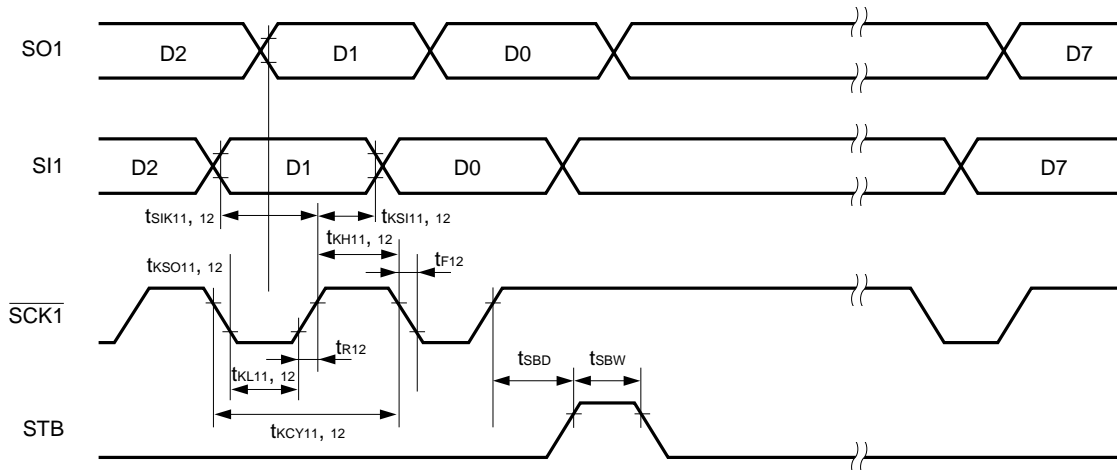 SO1
D2
D1
D0
D7
SI1
D2
D1
D0
D7
tSIK11, 12
tKSI11, 12
tKH11, 12
tKSO11, 12
tF12
SCK1
tR12
tKL11, 12
tSBD
tSBW
tKCY11, 12
STB